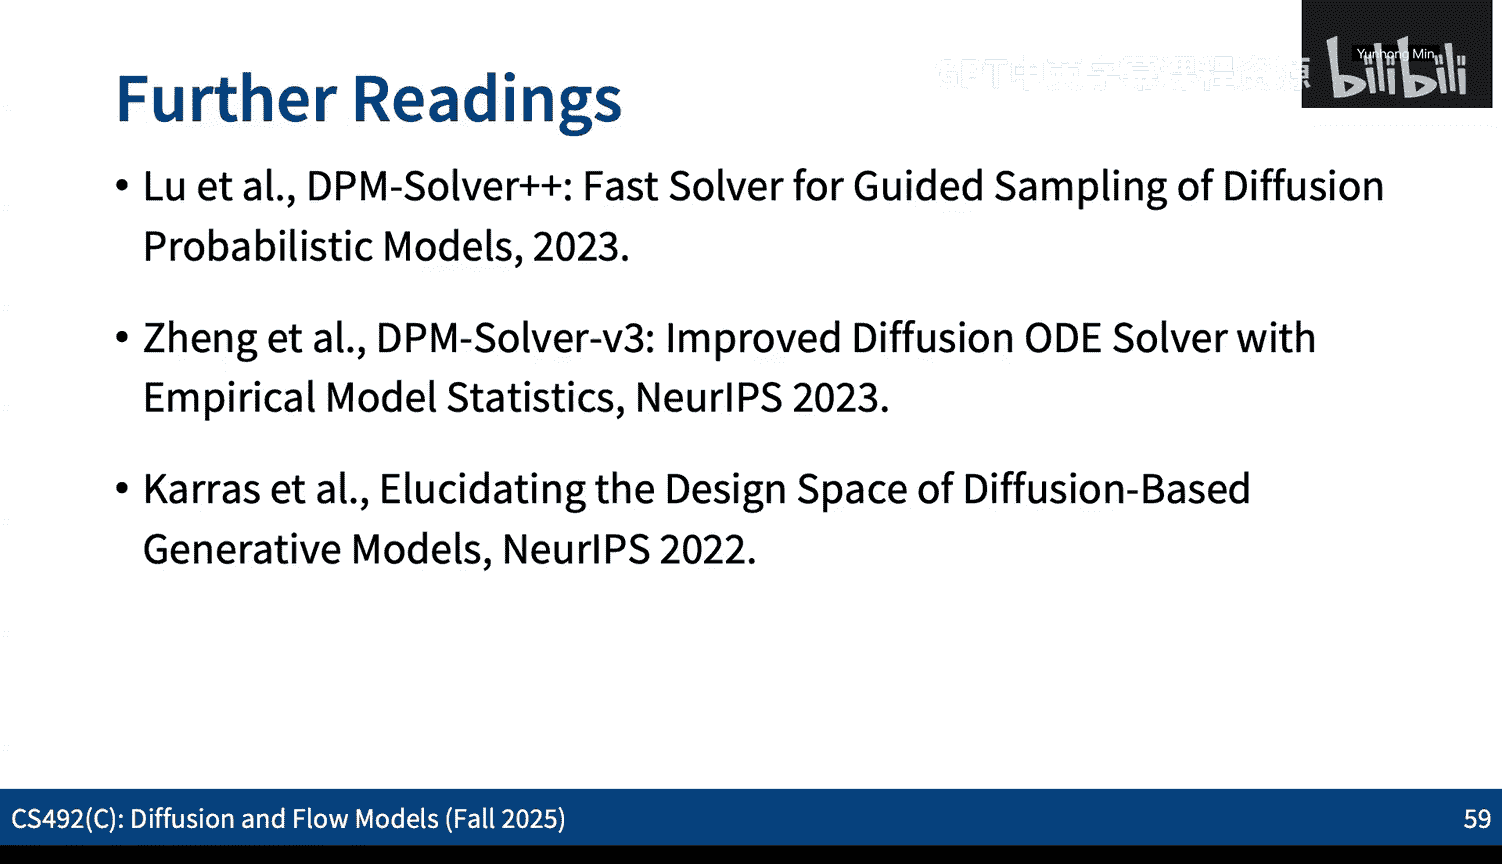 Yunhong Min
bilibili
Further Readings
• Lu et al., DPM-Solver++: Fast Solver for Guided Sampling of Diffusion
Probabilistic Models, 2023.
• Zheng et al., DPM-Solver-v3: Improved Diffusion ODE Solver with
Empirical Model Statistics, NeurIPS 2023.
• Karras et al., Elucidating the Design Space of Diffusion-Based
Generative Models, NeurIPS 2022.
CS492(C): Diffusion and Flow Models (Fall 2025)
59